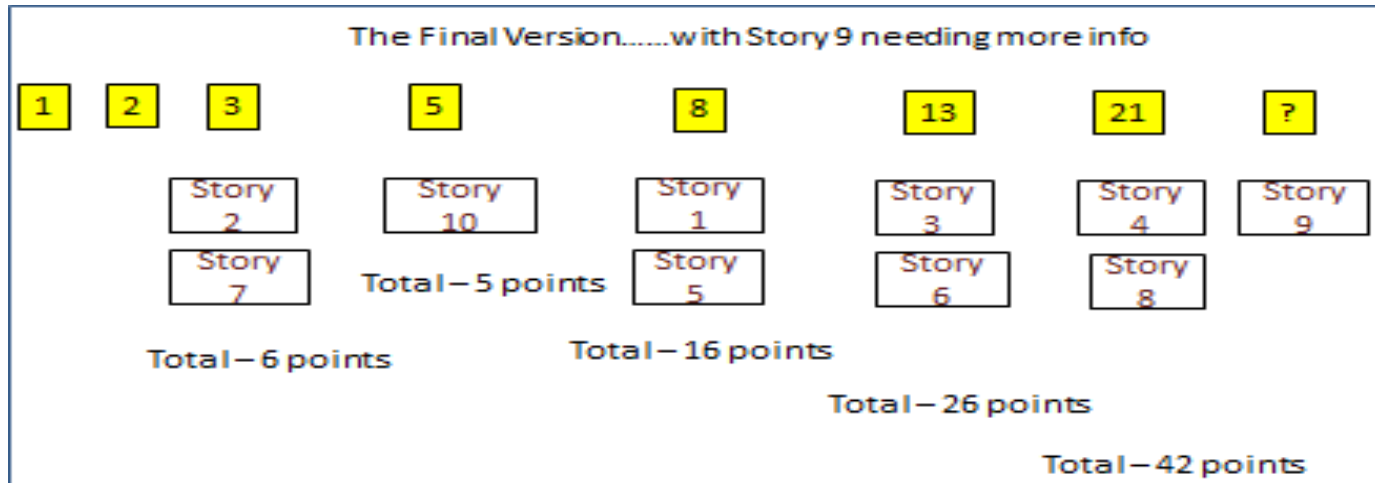 The Final Version......with Story 9 needing more info
1 2 3 5 8 13 21 ?
Story
2
Story
10
Story
1
Story
3
Story
4
Story
9
Story
7
Total – 5 points
Story
5
Story
6
Story
8
Total – 6 points
Total – 16 points
Total – 26 points
Total – 42 points